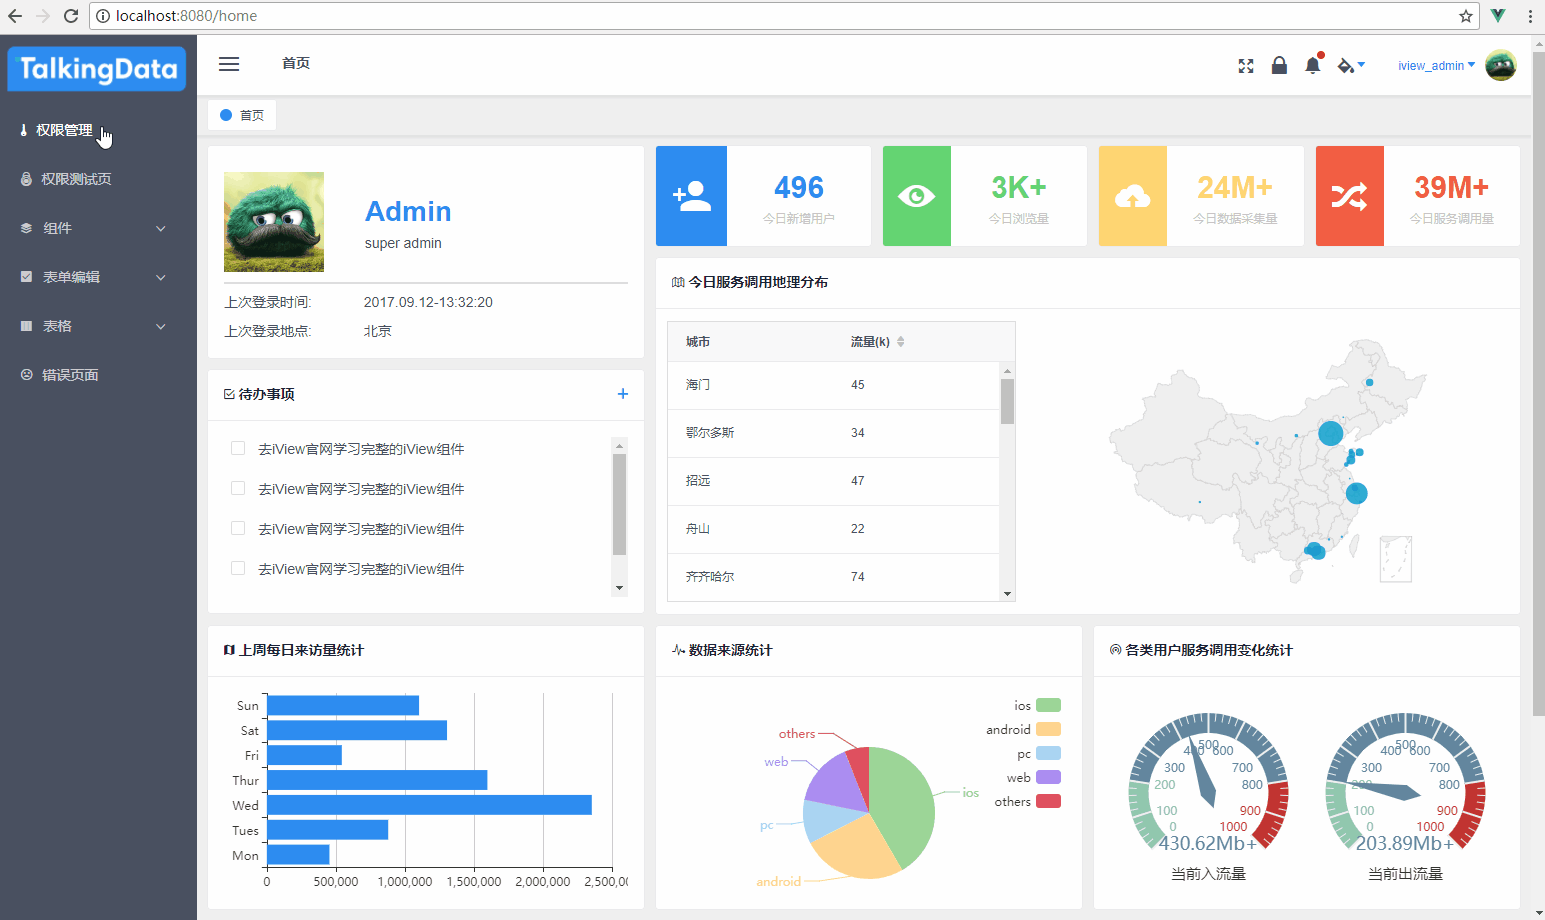 localhost:8080/home
TalkingData
权限管理
权限测试页
组件
表单编辑
表格
错误页面
首页
iview_admin
首页
Admin
super admin
上次登录时间: 2017.09.12-13:32:20
上次登录地点: 北京
496
今日新增用户
3K+
今日浏览量
24M+
今日数据采集量
39M+
今日服务调用量
待办事项
去iView官网学习完整的iView组件
去iView官网学习完整的iView组件
去iView官网学习完整的iView组件
去iView官网学习完整的iView组件
今日服务调用地理分布
城市 流量(k)
海门 45
鄂尔多斯 34
招远 47
舟山 22
齐齐哈尔 74
上周每日来访量统计
Sun
Sat
Fri
Thur
Wed
Tues
Mon
0 500,000 1,000,000 1,500,000 2,000,000 2,500,0
数据来源统计
ios
android
pc
web
others
others
web
pc
android
ios
各类用户服务调用变化统计
0 100 200 300 400 500 600 700 800 900 1000
430.62Mb+
当前入流量
0 100 200 300 400 500 600 700 800 900 1000
203.89Mb+
当前出流量